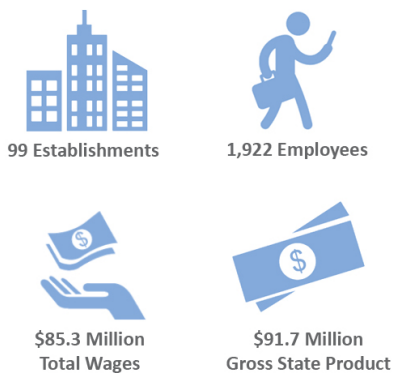 99 Establishments
1,922 Employees
$
$85.3 Million
Total Wages
$
$91.7 Million
Gross State Product